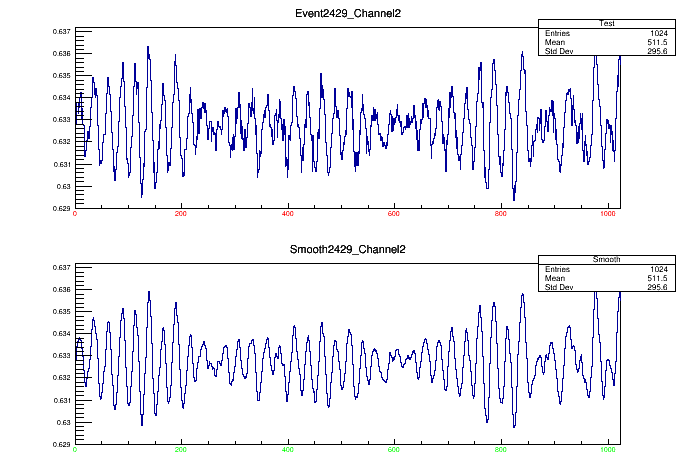 Event2429_Channel2
Test
Entries 1024
Mean 511.5
Std Dev 295.6
0.637
0.636
0.635
0.634
0.633
0.632
0.631
0.63
0.629
0 200 400 600 800 1000
Smooth2429_Channel2
Smooth
Entries 1024
Mean 511.5
Std Dev 295.6
0.637
0.636
0.635
0.634
0.633
0.632
0.631
0.63
0.629
0 200 400 600 800 1000